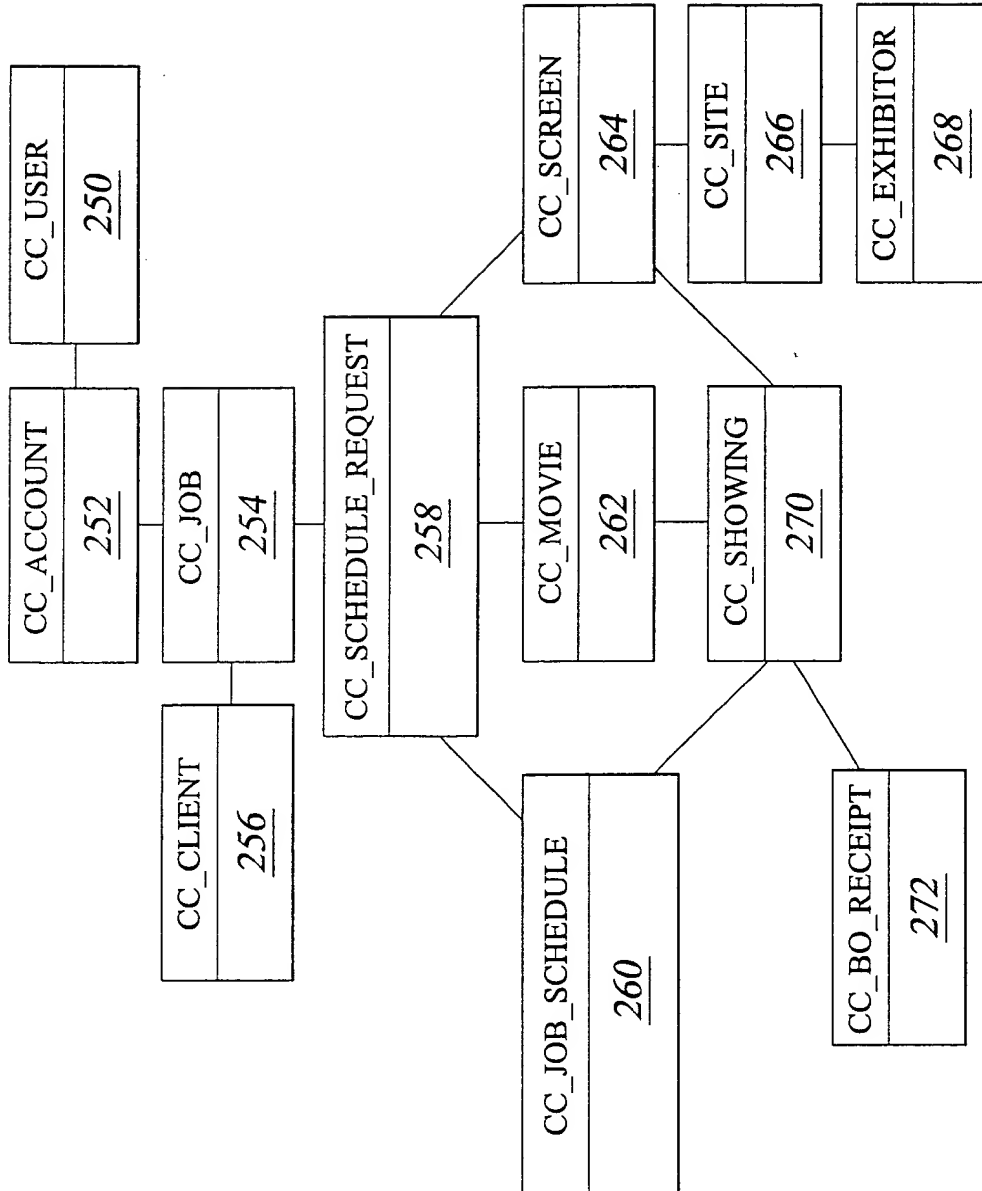 CC_USER
250
CC_ACCOUNT
252
CC_JOB
254
CC_CLIENT
256
CC_SCHEDULE_REQUEST
258
CC_SCREEN
264
CC_MOVIE
262
CC_JOB_SCHEDULE
260
CC_SITE
266
CC_SHOWING
270
CC_EXHIBITOR
268
CC_BO_RECEIPT
272